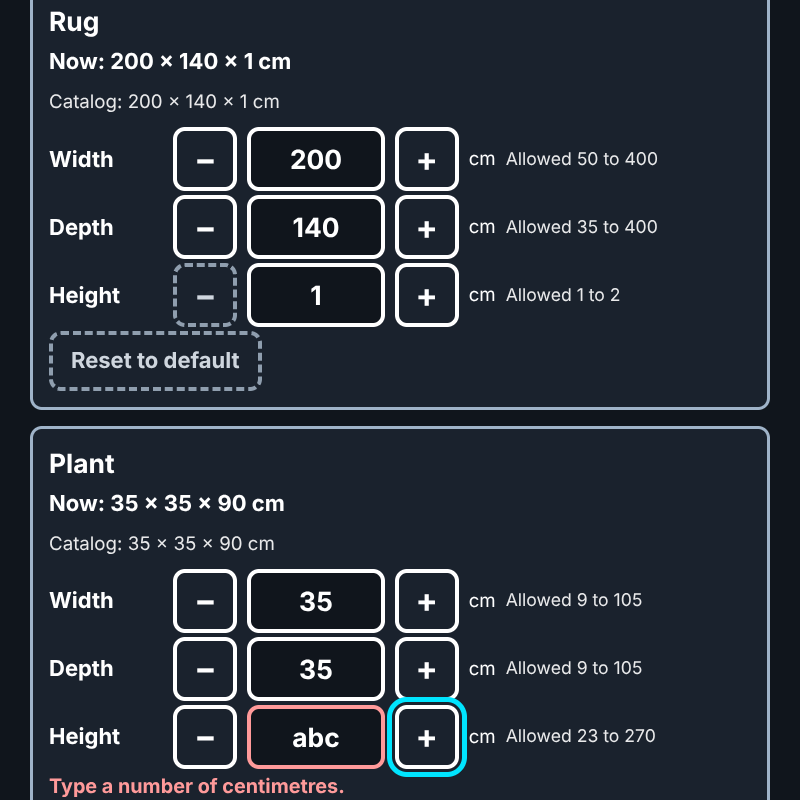 Rug
Now: 200 × 140 × 1 cm
Catalog: 200 × 140 × 1 cm
Width − 200 + cm Allowed 50 to 400
Depth − 140 + cm Allowed 35 to 400
Height − 1 + cm Allowed 1 to 2
Reset to default
Plant
Now: 35 × 35 × 90 cm
Catalog: 35 × 35 × 90 cm
Width − 35 + cm Allowed 9 to 105
Depth − 35 + cm Allowed 9 to 105
Height − abc + cm Allowed 23 to 270
Type a number of centimetres.